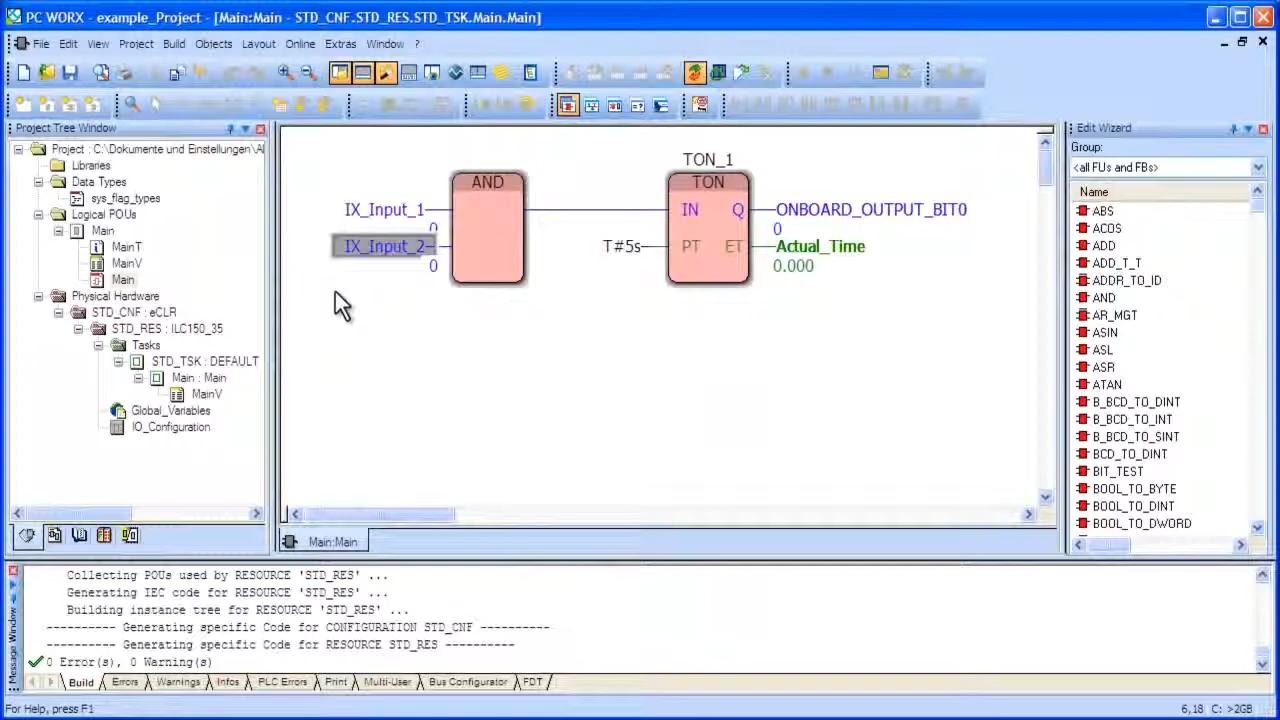 PC WORX - example_Project - [Main:Main - STD_CNF.STD_RES.STD_TSK.Main.Main]
File Edit View Project Build Objects Layout Online Extras Window ?
Project Tree Window
Project : C:\Dokumente und Einstellungen\Al
Libraries
Data Types
sys_flag_types
Logical POUs
Main
MainT
MainV
Main
Physical Hardware
STD_CNF : eCLR
STD_RES : ILC150_35
Tasks
STD_TSK : DEFAULT
Main : Main
MainV
Global_Variables
IO_Configuration
TON_1
AND
TON
IX_Input_1
IN
Q
ONBOARD_OUTPUT_BIT0
0
0
IX_Input_2
T#5s
PT
ET
Actual_Time
0
0.000
Main:Main
Edit Wizard
Group:
<all FUs and FBs>
Name
ABS
ACOS
ADD
ADD_T_T
ADDR_TO_ID
AND
AR_MGT
ASIN
ASL
ASR
ATAN
B_BCD_TO_DINT
B_BCD_TO_INT
B_BCD_TO_SINT
BCD_TO_DINT
BIT_TEST
BOOL_TO_BYTE
BOOL_TO_DINT
BOOL_TO_DWORD
Message Window
Collecting POUs used by RESOURCE 'STD_RES' ...
Generating IEC code for RESOURCE 'STD_RES' ...
Building instance tree for RESOURCE 'STD_RES' ...
---------- Generating specific Code for CONFIGURATION STD_CNF ----------
---------- Generating specific Code for RESOURCE STD_RES ----------
0 Error(s), 0 Warning(s)
Build Errors Warnings Infos PLC Errors Print Multi-User Bus Configurator FDT
For Help, press F1
6,18 C: >2GB